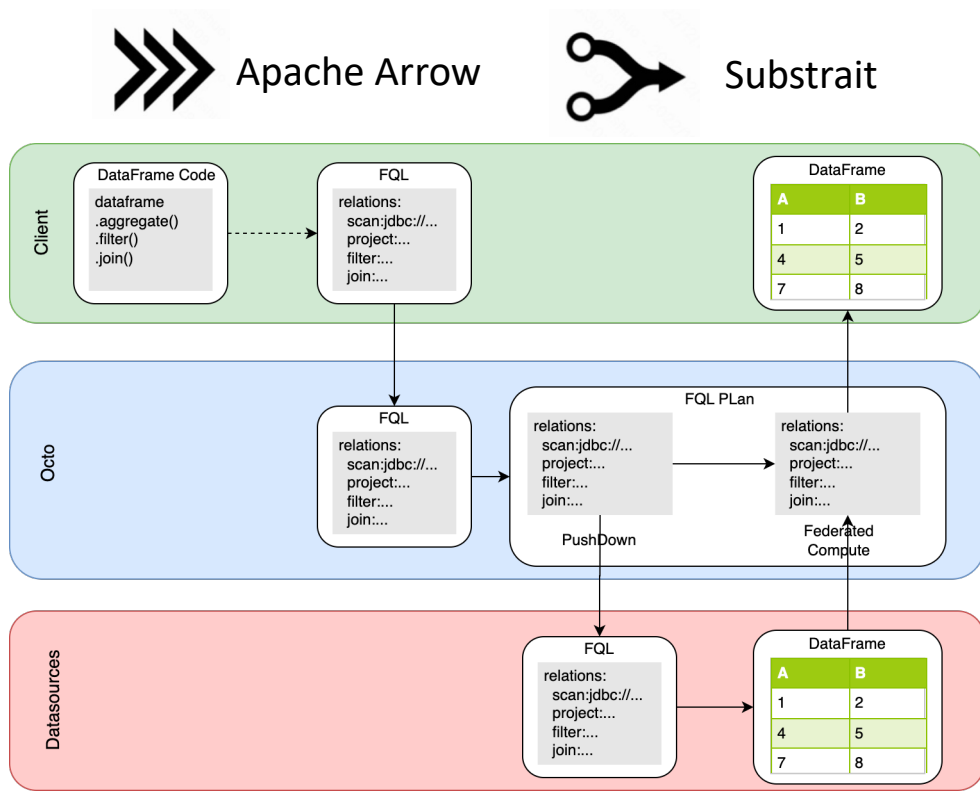 Apache Arrow
Substrait
Client
DataFrame Code
dataframe
.aggregate()
.filter()
.join()
FQL
relations:
scan:jdbc://...
project:...
filter:...
join:...
DataFrame
A B
1 2
4 5
7 8
Octo
FQL
relations:
scan:jdbc://...
project:...
filter:...
join:...
FQL PLan
relations:
scan:jdbc://...
project:...
filter:...
join:...
PushDown
relations:
scan:jdbc://...
project:...
filter:...
join:...
Federated
Compute
Datasources
FQL
relations:
scan:jdbc://...
project:...
filter:...
join:...
DataFrame
A B
1 2
4 5
7 8